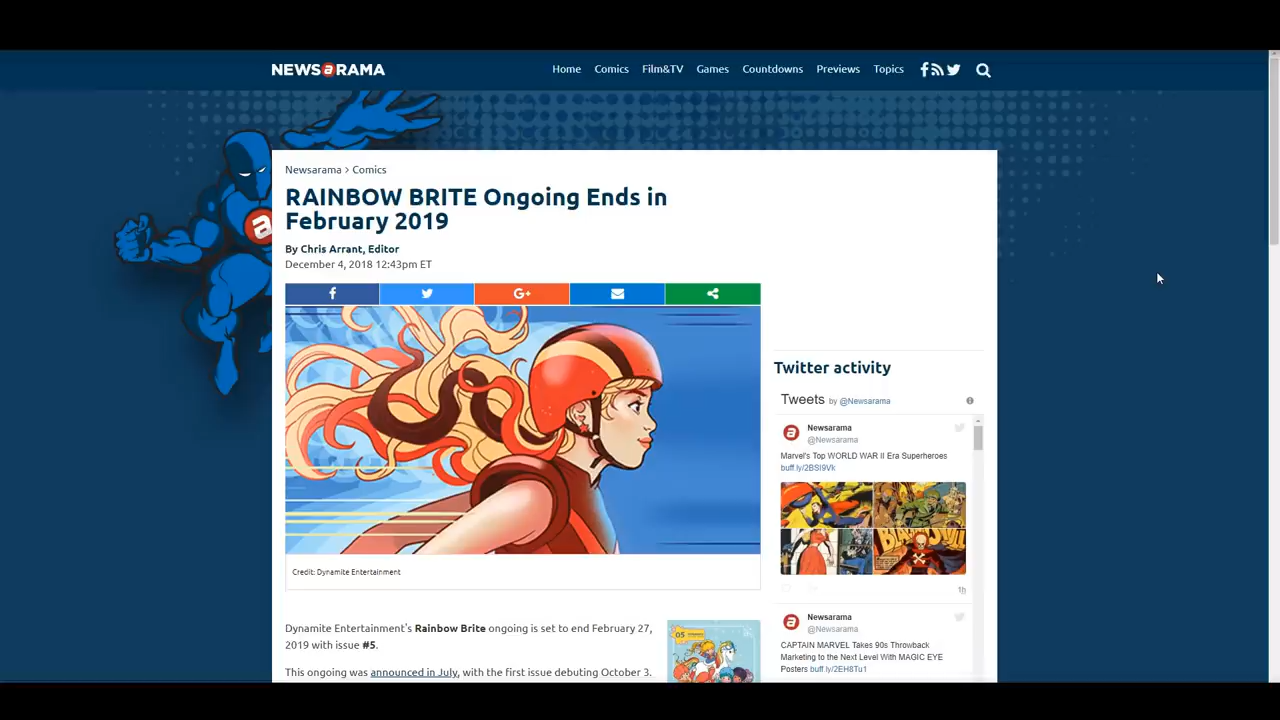 NEWSaRAMA
Home Comics Film&TV Games Countdowns Previews Topics
Newsarama > Comics
RAINBOW BRITE Ongoing Ends in
February 2019
By Chris Arrant, Editor
December 4, 2018 12:43pm ET
Credit: Dynamite Entertainment
Dynamite Entertainment's Rainbow Brite ongoing is set to end February 27,
2019 with issue #5.
This ongoing was announced in July, with the first issue debuting October 3.
05
Twitter activity
Tweets by @Newsarama
Newsarama
@Newsarama
Marvel's Top WORLD WAR II Era Superheroes
buff.ly/2BSI9Vk
1h
Newsarama
@Newsarama
CAPTAIN MARVEL Takes 90s Throwback
Marketing to the Next Level With MAGIC EYE
Posters buff.ly/2EH8Tu1